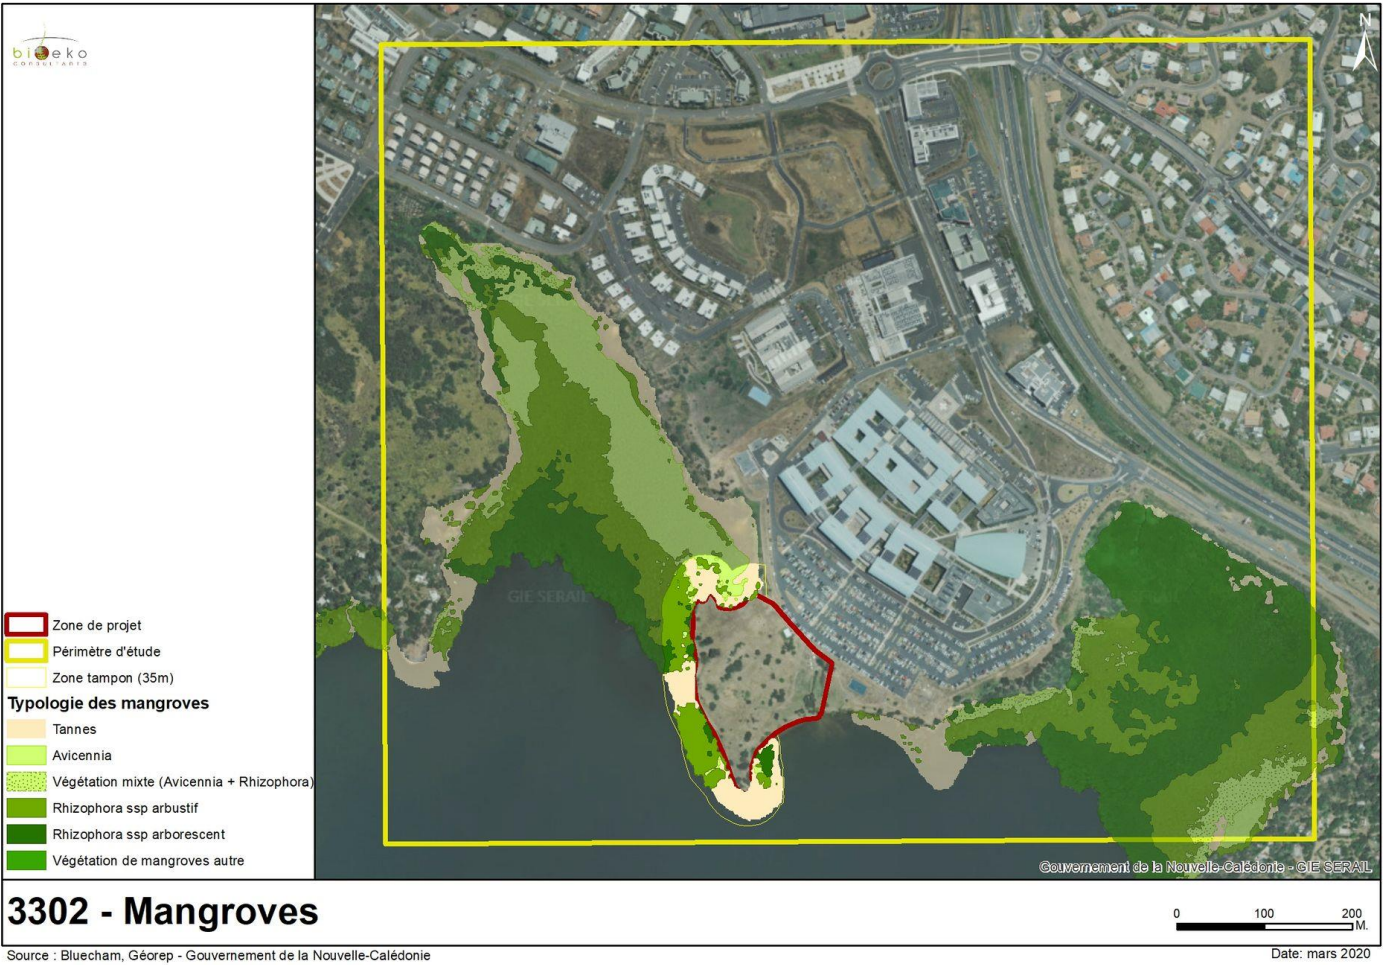 bioeko
CONSULTANTS
N
GIE SERAIL
Zone de projet
Périmètre d'étude
Zone tampon (35m)
Typologie des mangroves
Tannes
Avicennia
Végétation mixte (Avicennia + Rhizophora)
Rhizophora ssp arbustif
Rhizophora ssp arborescent
Végétation de mangroves autre
Gouvernement de la Nouvelle-Calédonie - GIE SERAIL
3302 - Mangroves
0 100 200
M.
Source : Bluecham, Géorep - Gouvernement de la Nouvelle-Calédonie
Date: mars 2020